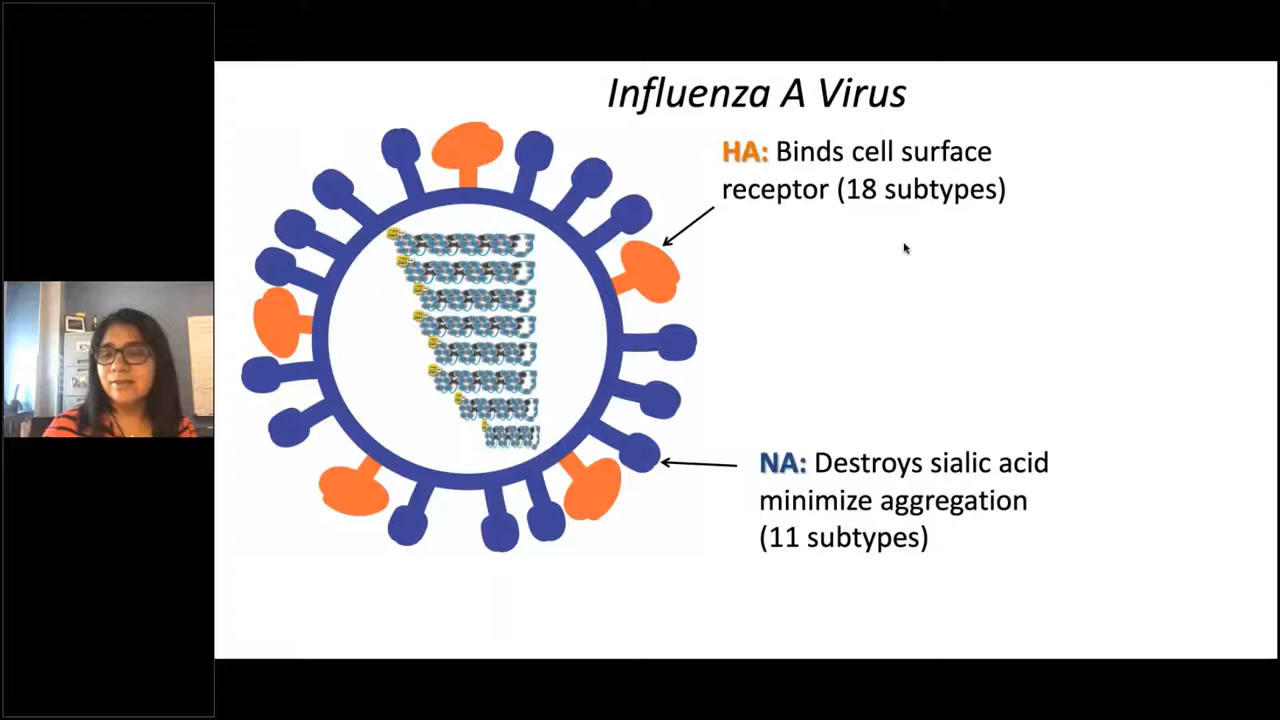 Influenza A Virus
HA: Binds cell surface
receptor (18 subtypes)
NA: Destroys sialic acid
minimize aggregation
(11 subtypes)